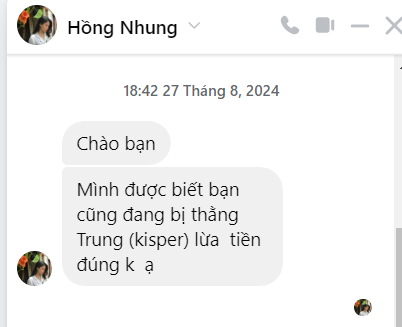 Hồng Nhung
18:42 27 Tháng 8, 2024
Chào bạn
Mình được biết bạn
cũng đang bị thằng
Trung (kisper) lừa tiền
đúng k ạ